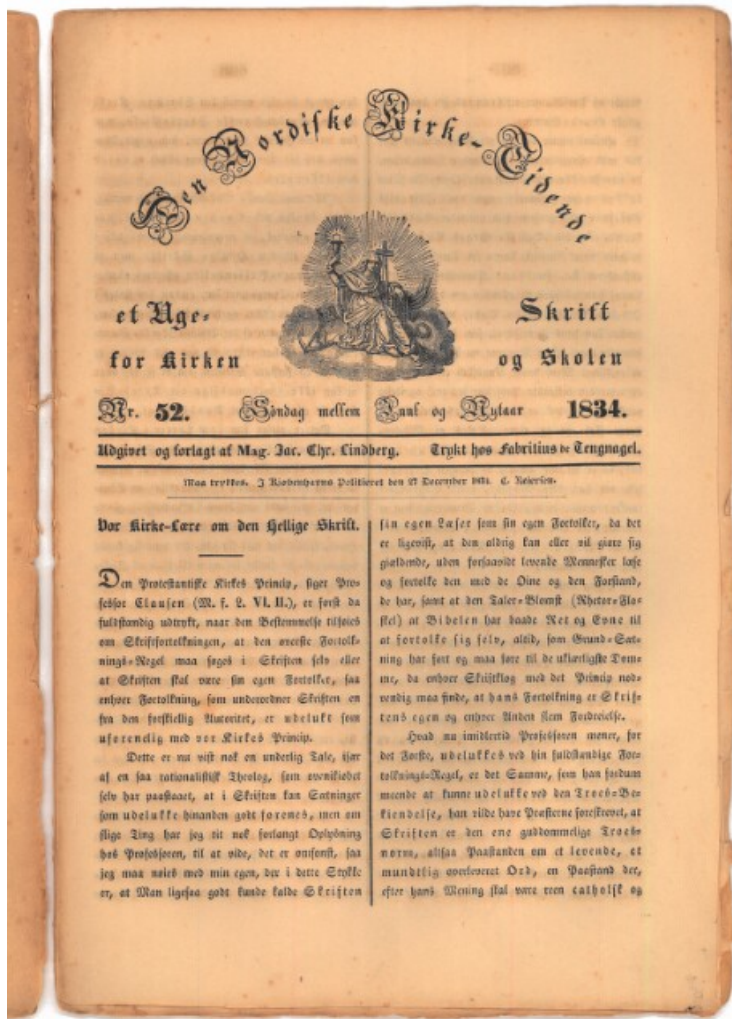 Den Nordiske Kirke-Tidende
et Uge- Skrift
for Kirken og Skolen
Nr. 52. Söndag mellem Juul og Nytaar 1834.
Udgivet og forlagt af Mag. Jac. Chr. Lindberg. Trykt hos Fabritius de Tengnagel.
Maa trykkes. I Kiøbenhavns Politieret den 27 December 1834. C. Reiersen.
Vor Kirke-Lære om den Hellige Skrift.
Den Protestantiske Kirkes Princip, siger Pro-
fessor Clausen (M. f. L. VI. II.), er først da
fuldstændig udtrykt, naar den Bestemmelse tilføies
om Skriftfortolkningen, at den øverste Fortolk-
nings-Regel maa søges i Skriften selv eller
at Skriften skal være sin egen Fortolker, saa
enhver Fortolkning, som underordner Skriften en
fra den forskiellig Autoritet, er udelukt som
uforenelig med vor Kirkes Princip.
Dette er nu vist nok en underlig Tale, især
af en saa rationalistisk Theolog, som ovenikiøbet
selv har paastaaet, at i Skriften kan Sætninger
som udelukke hinanden godt forenes, men om
slige Ting har jeg tit nok forlangt Oplysning
hos Professoren, til at vide, det er omsonst, saa
jeg maa nøies med min egen, der i dette Stykke
er, at Man ligesaa godt kunde kalde Skriften
sin egen Læser som sin egen Fortolker, da det
er ligevist, at den aldrig kan eller vil giøre sig
giældende, uden forsaavidt levende Mennesker læse
og fortolke den med de Øine og den Forstand,
de har, samt at den Taler-Blomst (Rhetor-Flo-
skel) at Bibelen har baade Ret og Evne til
at fortolke sig selv, altid, som Grund-Sæt-
ning har ført og maa føre til de ukiærligste Dom-
me, da enhver Skriftklog med det Princip nød-
vendig maa finde, at hans Fortolkning er Skrif-
tens egen og enhver Anden slem Fordreielse.
Hvad nu imidlertid Professoren mener, for
det Første, udelukkes ved hin fuldstændige For-
tolknings-Regel, er det Samme, som han fordum
meende at kunne udelukke ved den Troes-Be-
kiendelse, han vilde have Præsterne foreskrevet, at
Skriften er den ene guddommelige Troes-
norm, altsaa Paastanden om et levende, et
mundtlig overleveret Ord, en Paastand der,
efter hans Mening skal være reen catholsk og